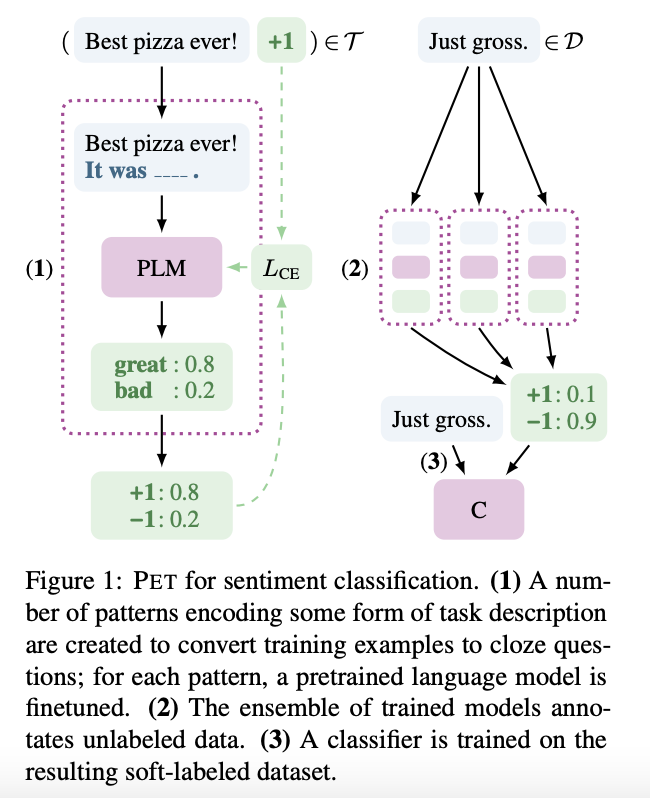 ( Best pizza ever! +1 ) ∈ 𝒯
Best pizza ever!
It was ____ .
(1)
PLM
L_CE
great : 0.8
bad : 0.2
+1: 0.8
−1: 0.2
Just gross. ∈ 𝒟
(2)
+1: 0.1
−1: 0.9
Just gross.
(3)
C
Figure 1: PET for sentiment classification. (1) A num-
ber of patterns encoding some form of task description
are created to convert training examples to cloze ques-
tions; for each pattern, a pretrained language model is
finetuned. (2) The ensemble of trained models anno-
tates unlabeled data. (3) A classifier is trained on the
resulting soft-labeled dataset.